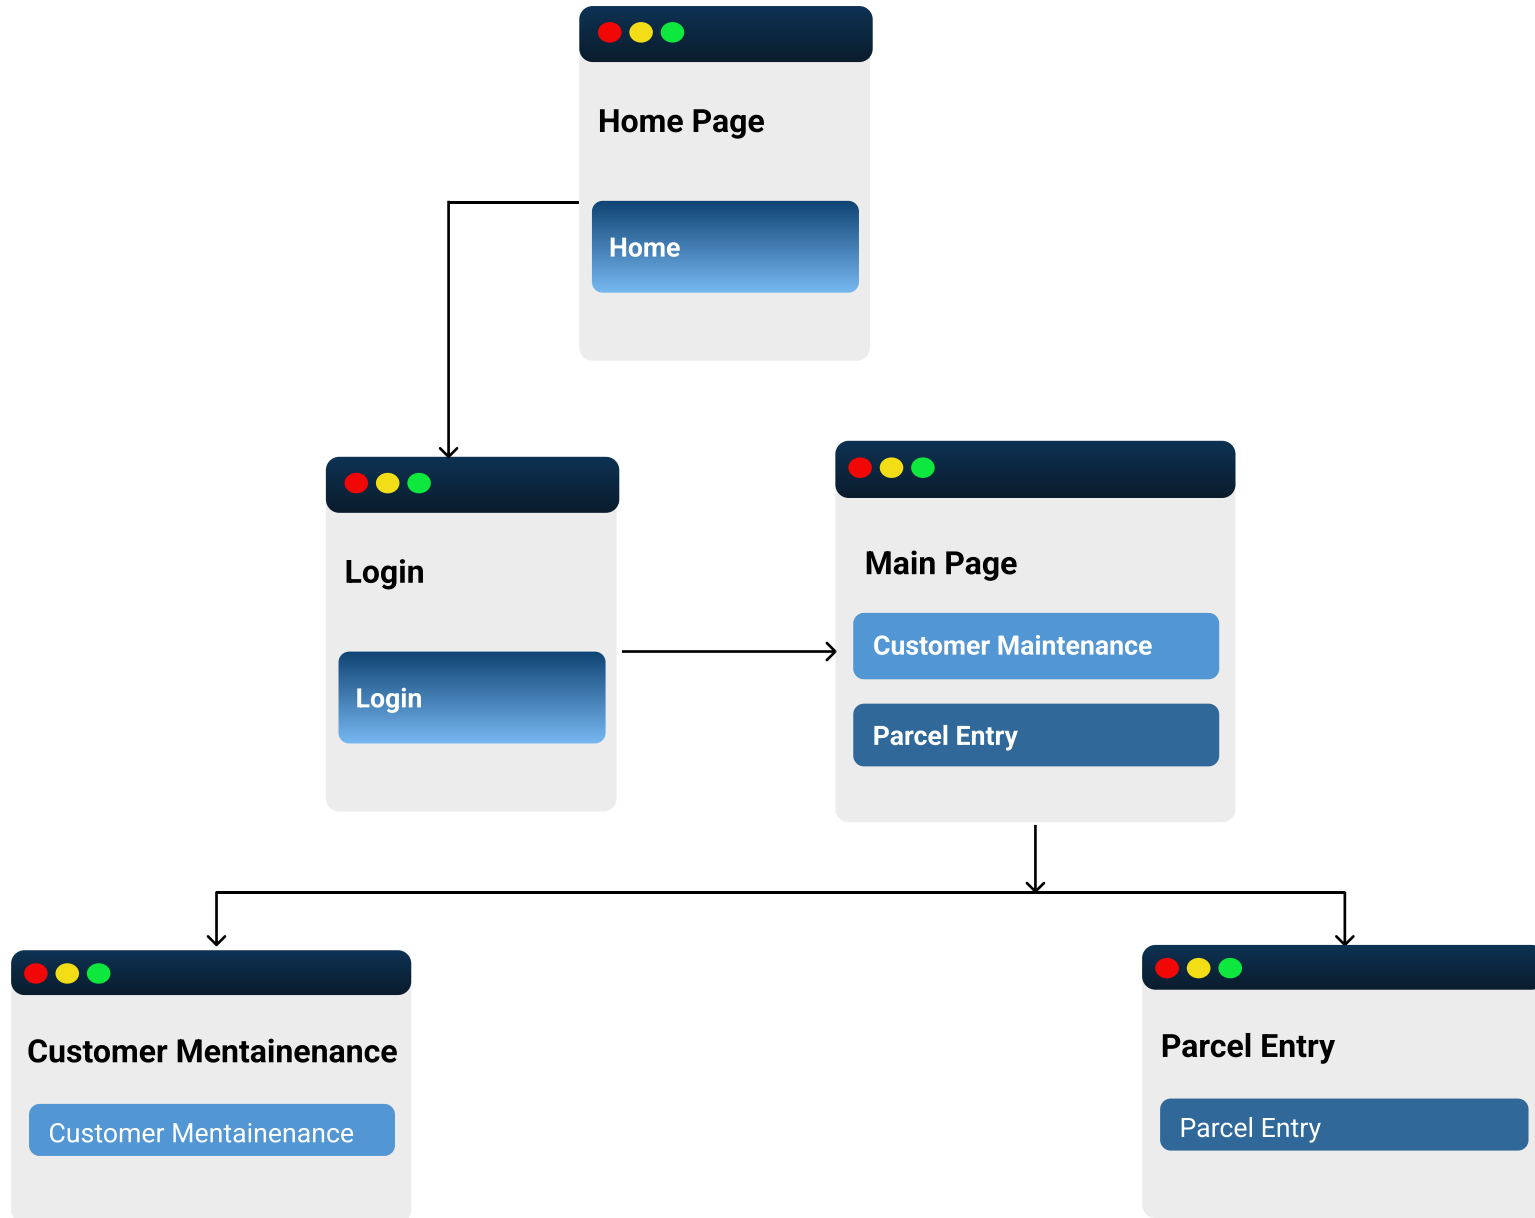 Home Page
Home
Login
Login
Main Page
Customer Maintenance
Parcel Entry
Customer Mentainenance
Customer Mentainenance
Parcel Entry
Parcel Entry